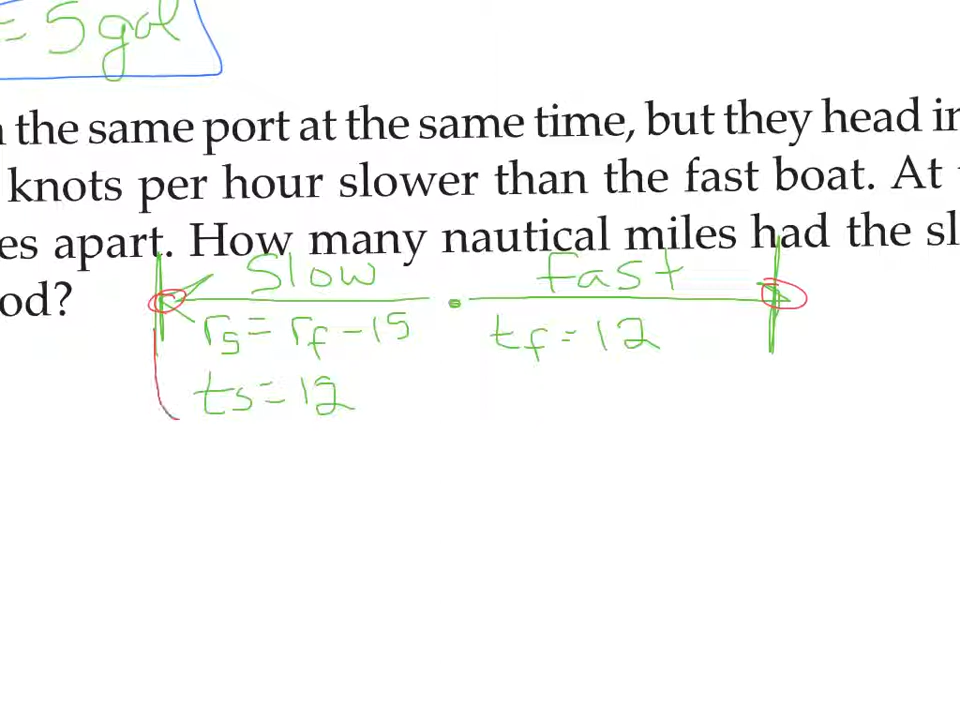 = 5 gal
the same port at the same time, but they head
knots per hour slower than the fast boat. At
es apart. How many nautical miles had the sl
od?
Slow Fast
rs = rf - 15 tf = 12
ts = 12